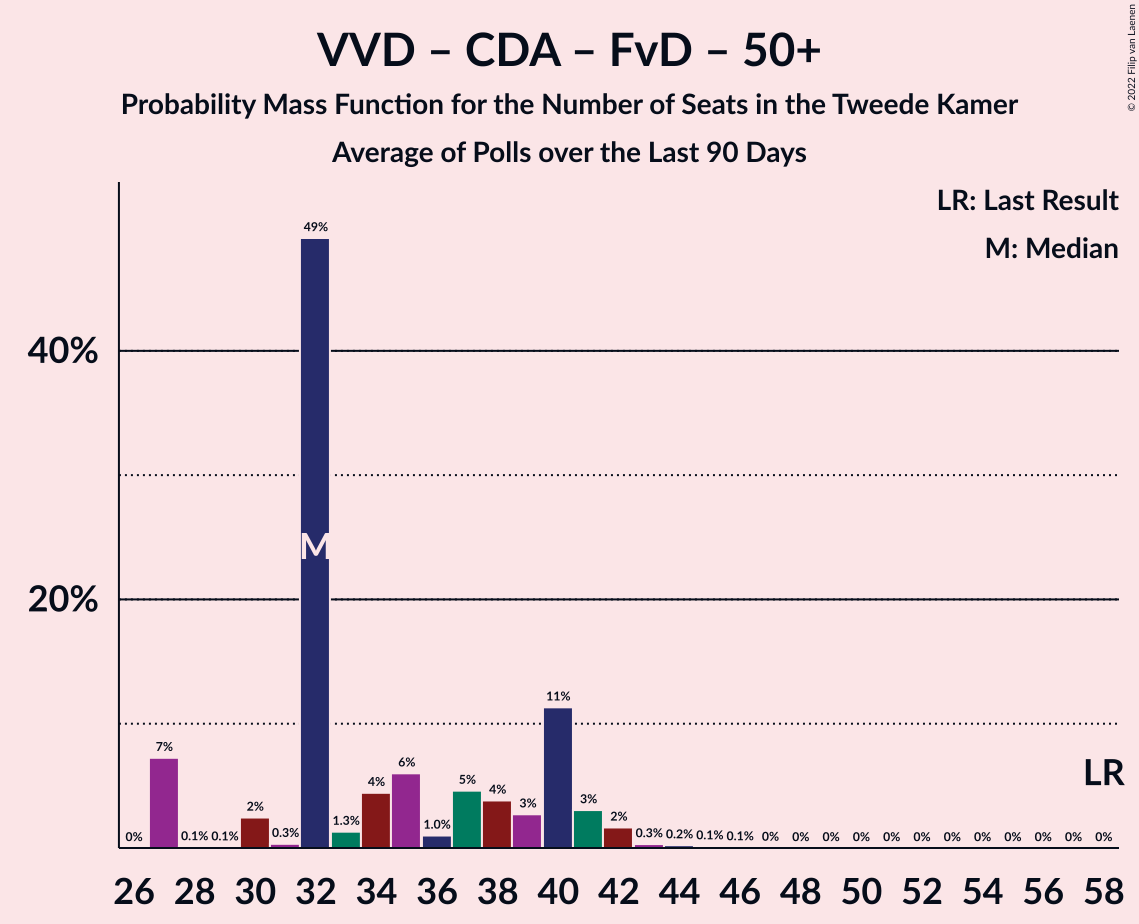 VVD – CDA – FvD – 50+
Probability Mass Function for the Number of Seats in the Tweede Kamer
Average of Polls over the Last 90 Days
© 2022 Filip van Laenen
LR: Last Result
M: Median
49%
40%
M
20%
11%
LR
7%
6%
5%
4%
4%
3%
3%
2%
2%
1.3%
1.0%
0% 0.1% 0.1% 0.3% 0.3% 0.2% 0.1% 0.1% 0% 0% 0% 0% 0% 0% 0% 0% 0% 0% 0% 0%
26 28 30 32 34 36 38 40 42 44 46 48 50 52 54 56 58